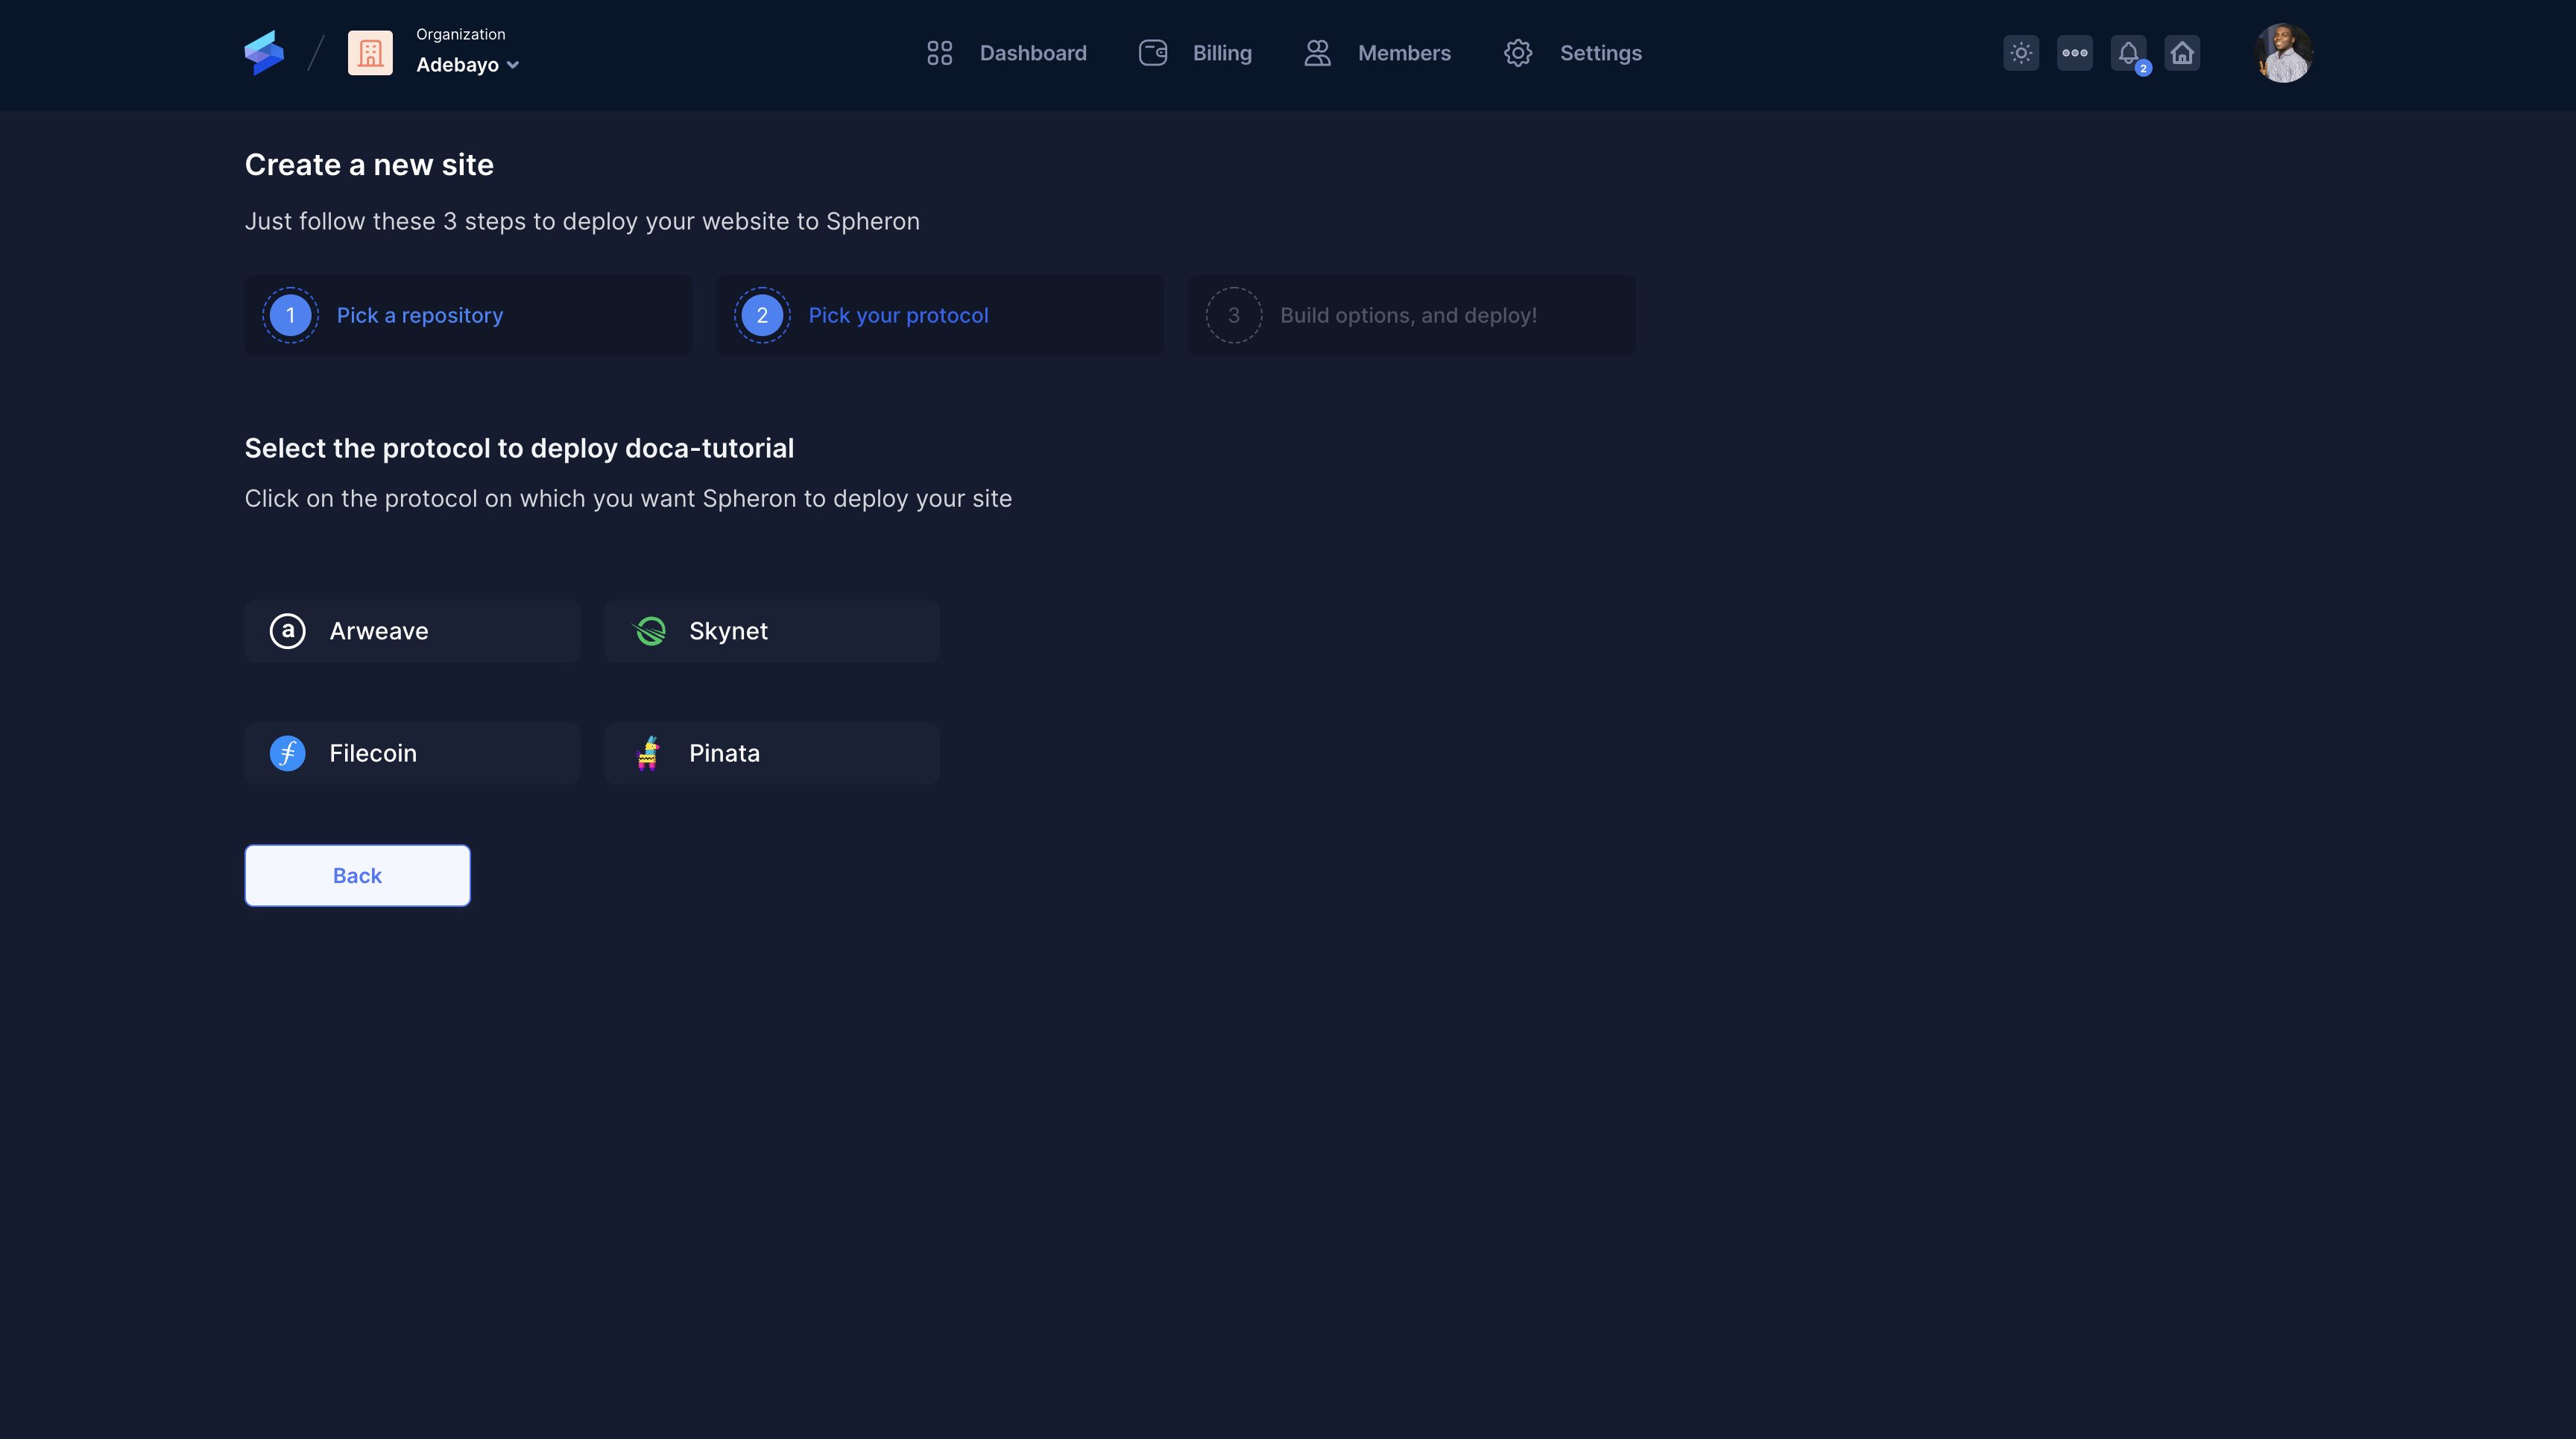 Organization
Adebayo
Dashboard
Billing
Members
Settings
2
Create a new site
Just follow these 3 steps to deploy your website to Spheron
1 Pick a repository
2 Pick your protocol
3 Build options, and deploy!
Select the protocol to deploy doca-tutorial
Click on the protocol on which you want Spheron to deploy your site
a Arweave
Skynet
Filecoin
Pinata
Back